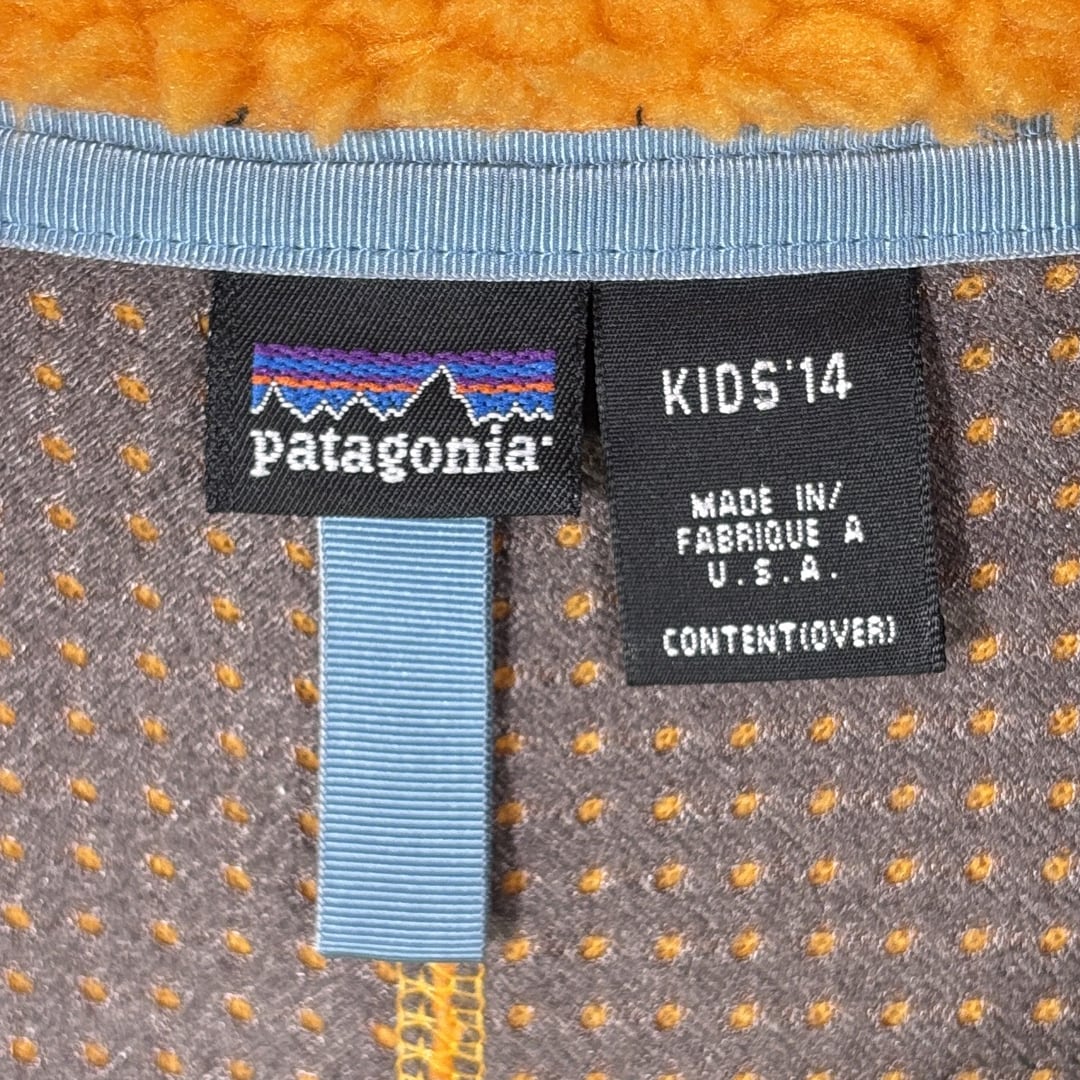 patagonia
KIDS'14
MADE IN/
FABRIQUE A
U.S.A.
CONTENT(OVER)